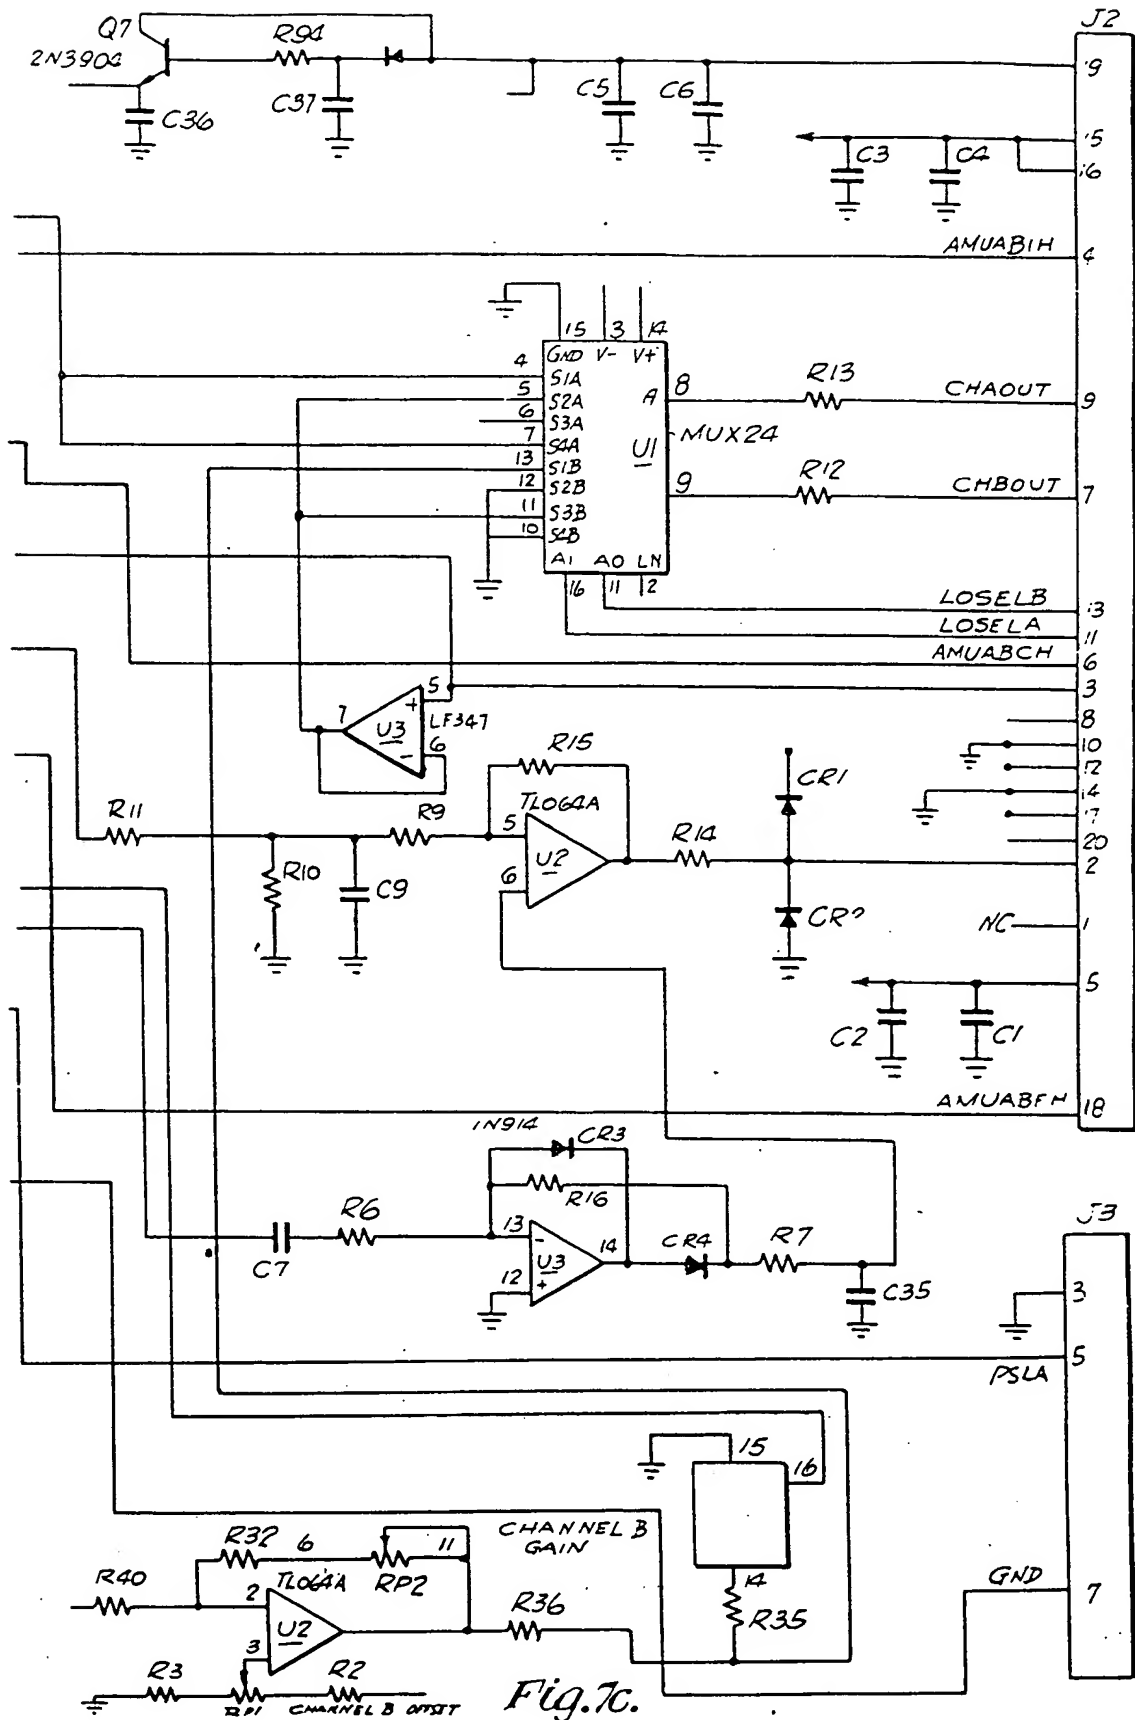 J2
Q7
R94
2N3904
19
C5
C6
C37
C36
15
C3
C4
16
AMUAB1H
4
15
3
14
GND
V-
V+
4
S1A
R13
8
5
S2A
A
CHAOUT
9
6
S3A
7
S4A
MUX24
13
S1B
U1
R12
12
S2B
9
CHBOUT
7
11
S3B
10
S4B
A1
A0
LN
16
11
2
LOSELB
13
LOSELA
11
AMUABCH
6
5
3
7
+
LF347
U3
8
-
6
R15
10
CR1
12
TL064A
14
R11
R9
17
5
R14
20
U2
2
R10
6
C9
NC
1
5
C2
C1
AMUABFH
18
1N914
CR3
R16
J3
R6
13
-
R7
14
CR4
C7
U3
12
+
C35
3
5
PSLA
15
16
CHANNEL B
GAIN
R32
6
11
GND
R40
TL064A
RP2
14
7
2
R36
R35
U2
3
R3
R2
RP1
CHANNEL B OFFSET
Fig. 7c.